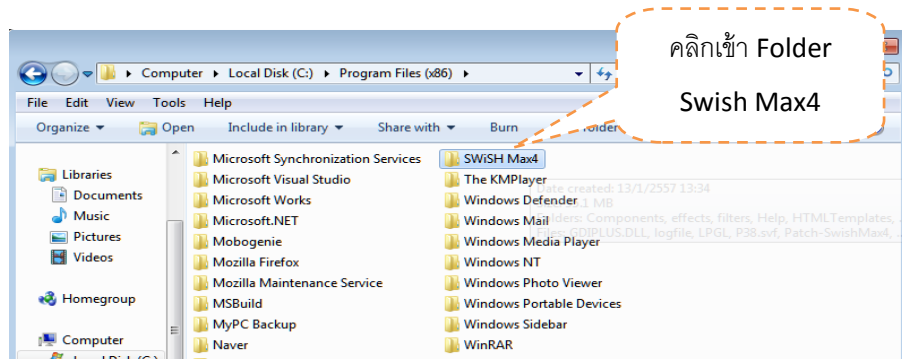 คลิกเข้า Folder
Swish Max4
Computer Local Disk (C:) Program Files (x86)
File Edit View Tools Help
Organize Open Include in library Share with Burn
Libraries
Documents
Music
Pictures
Videos
Homegroup
Computer
Microsoft Synchronization Services
Microsoft Visual Studio
Microsoft Works
Microsoft.NET
Mobogenie
Mozilla Firefox
Mozilla Maintenance Service
MSBuild
MyPC Backup
Naver
SWiSH Max4
The KMPlayer
Windows Defender
Windows Mail
Windows Media Player
Windows NT
Windows Photo Viewer
Windows Portable Devices
Windows Sidebar
WinRAR
Date created: 13/1/2557 13:34
MB
Folders: Components, effects, filters, Help, HTMLTemplates,
Files: GDIPLUS.DLL, logfile, LPGL, P38.svf, Patch-SwishMax4,